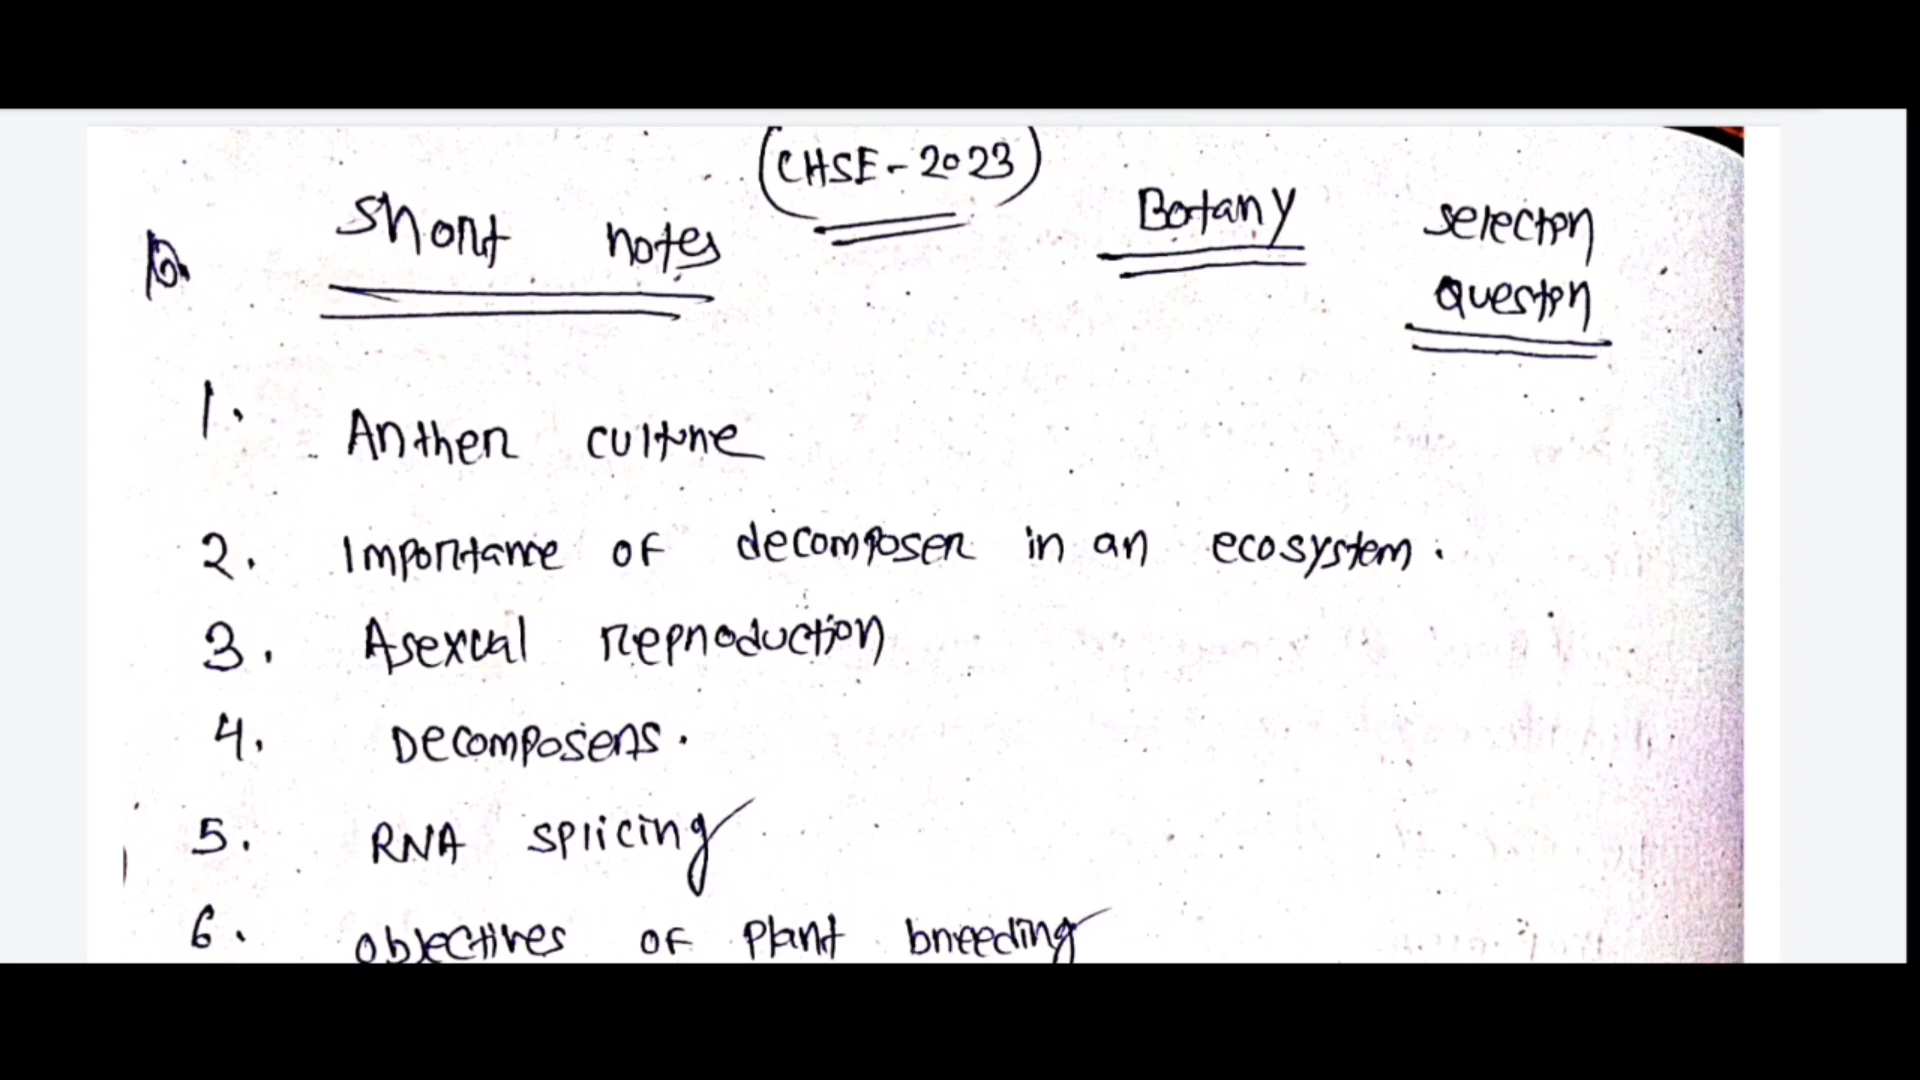 (CHSE-2023)
Short notes
Botany
selection
question
1. Anther culture
2. Importance of decomposer in an ecosystem.
3. Asexual reproduction
4. Decomposers.
5. RNA splicing
6. objectives of plant breeding